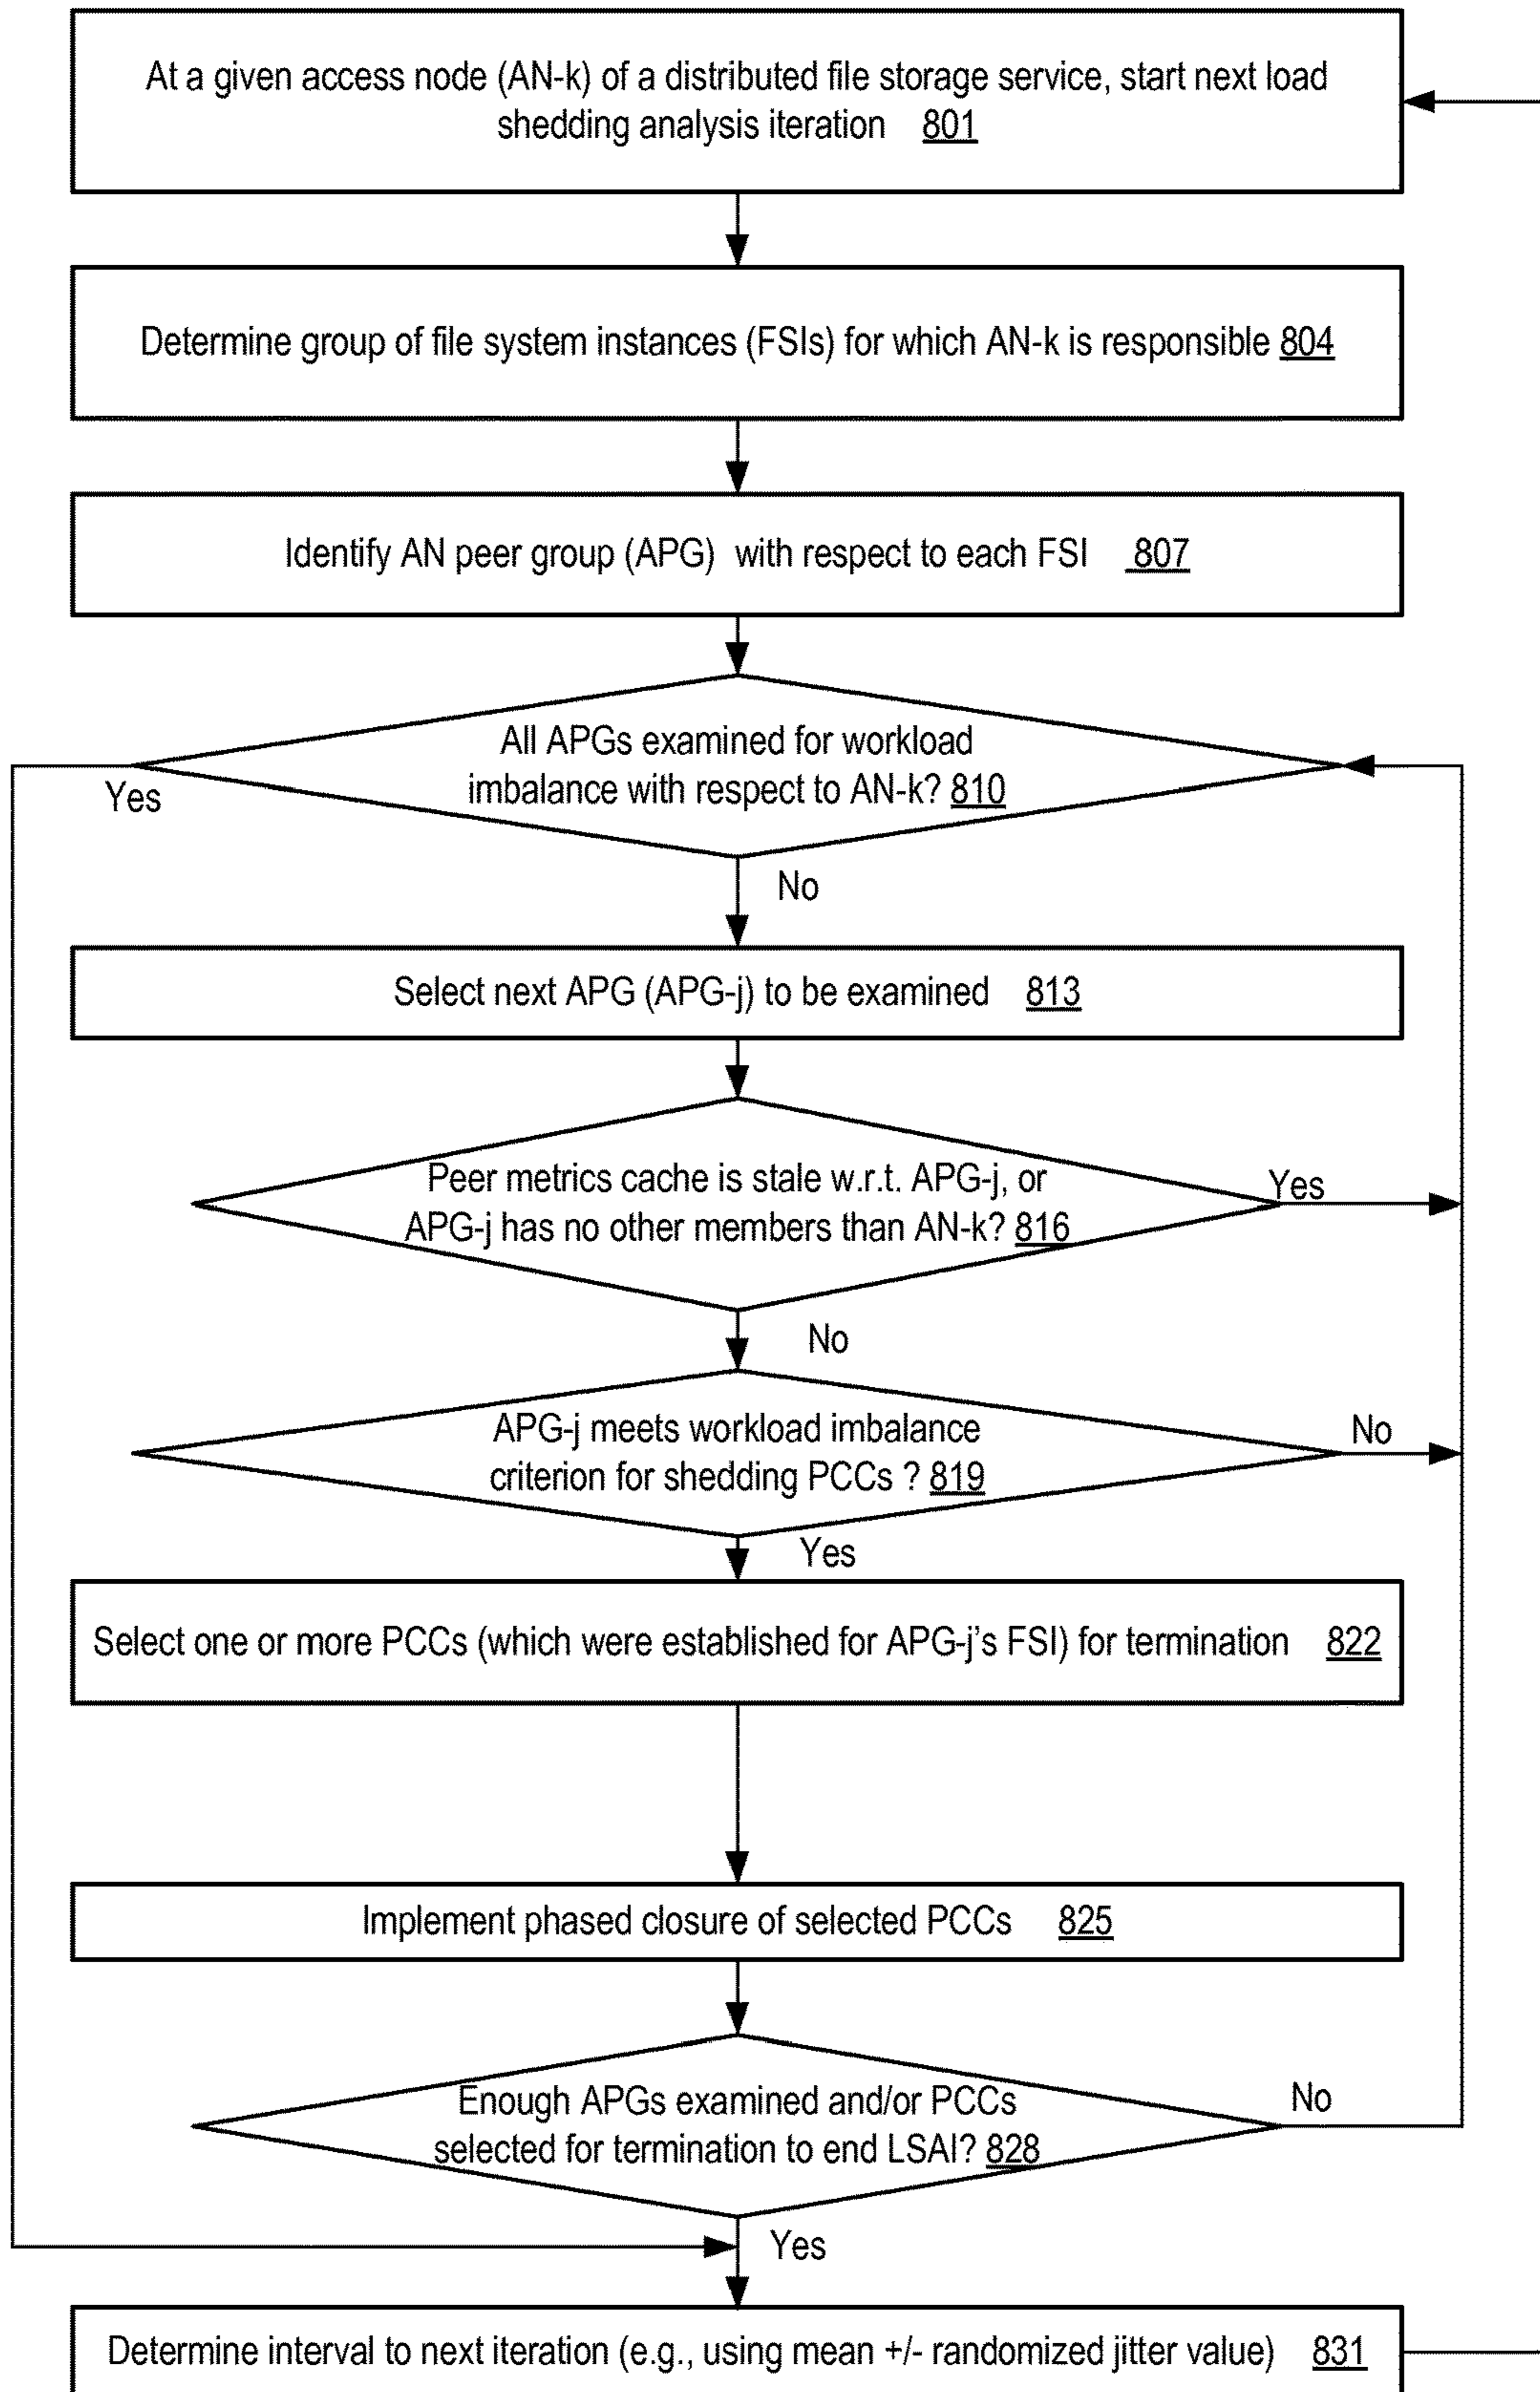 At a given access node (AN-k) of a distributed file storage service, start next load
shedding analysis iteration 801
Determine group of file system instances (FSIs) for which AN-k is responsible 804
Identify AN peer group (APG) with respect to each FSI 807
All APGs examined for workload
imbalance with respect to AN-k? 810
Yes
No
Select next APG (APG-j) to be examined 813
Peer metrics cache is stale w.r.t. APG-j, or
APG-j has no other members than AN-k? 816
Yes
No
APG-j meets workload imbalance
criterion for shedding PCCs ? 819
No
Yes
Select one or more PCCs (which were established for APG-j's FSI) for termination 822
Implement phased closure of selected PCCs 825
Enough APGs examined and/or PCCs
selected for termination to end LSAI? 828
No
Yes
Determine interval to next iteration (e.g., using mean +/- randomized jitter value) 831